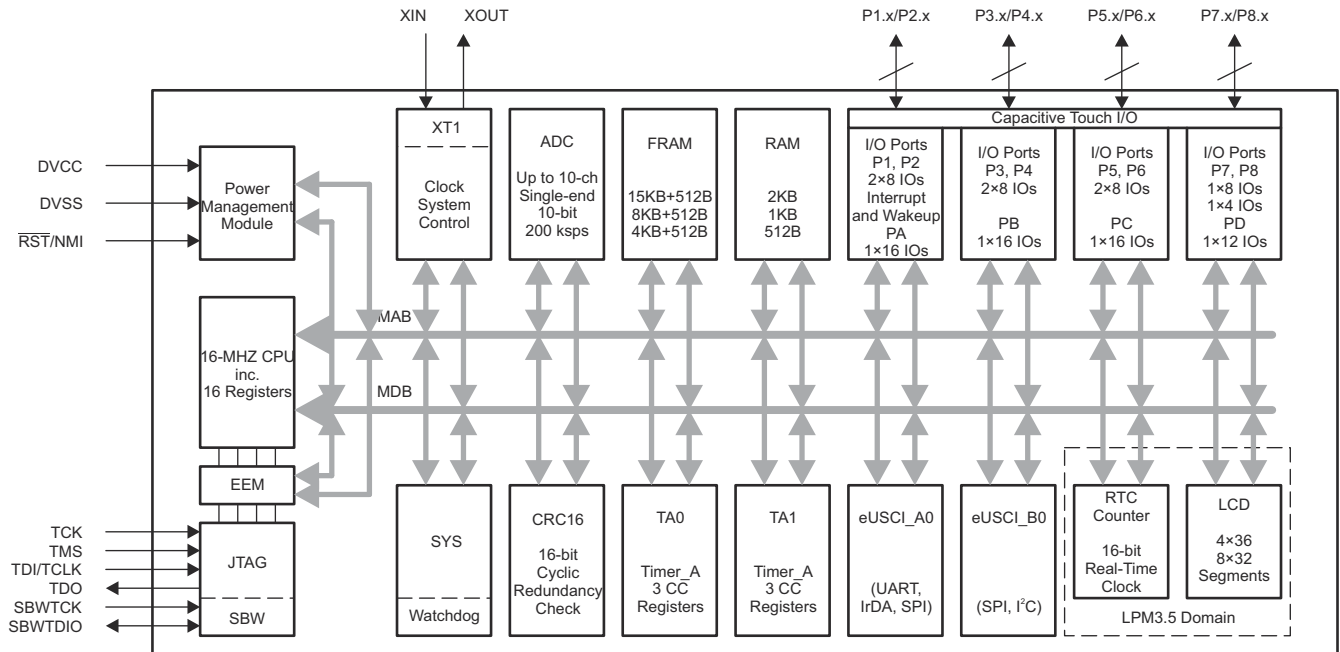 XIN
XOUT
P1.x/P2.x
P3.x/P4.x
P5.x/P6.x
P7.x/P8.x
DVCC
DVSS
RST/NMI
Power
Management
Module
XT1
Clock
System
Control
ADC
Up to 10-ch
Single-end
10-bit
200 ksps
FRAM
15KB+512B
8KB+512B
4KB+512B
RAM
2KB
1KB
512B
Capacitive Touch I/O
I/O Ports
P1, P2
2×8 IOs
Interrupt
and Wakeup
PA
1×16 IOs
I/O Ports
P3, P4
2×8 IOs
PB
1×16 IOs
I/O Ports
P5, P6
2×8 IOs
PC
1×16 IOs
I/O Ports
P7, P8
1×8 IOs
1×4 IOs
PD
1×12 IOs
MAB
MDB
16-MHZ CPU
inc.
16 Registers
EEM
TCK
TMS
TDI/TCLK
TDO
SBWTCK
SBWTDIO
JTAG
SBW
SYS
Watchdog
CRC16
16-bit
Cyclic
Redundancy
Check
TA0
Timer_A
3 CC
Registers
TA1
Timer_A
3 CC
Registers
eUSCI_A0
(UART,
IrDA, SPI)
eUSCI_B0
(SPI, I²C)
RTC
Counter
16-bit
Real-Time
Clock
LCD
4×36
8×32
Segments
LPM3.5 Domain